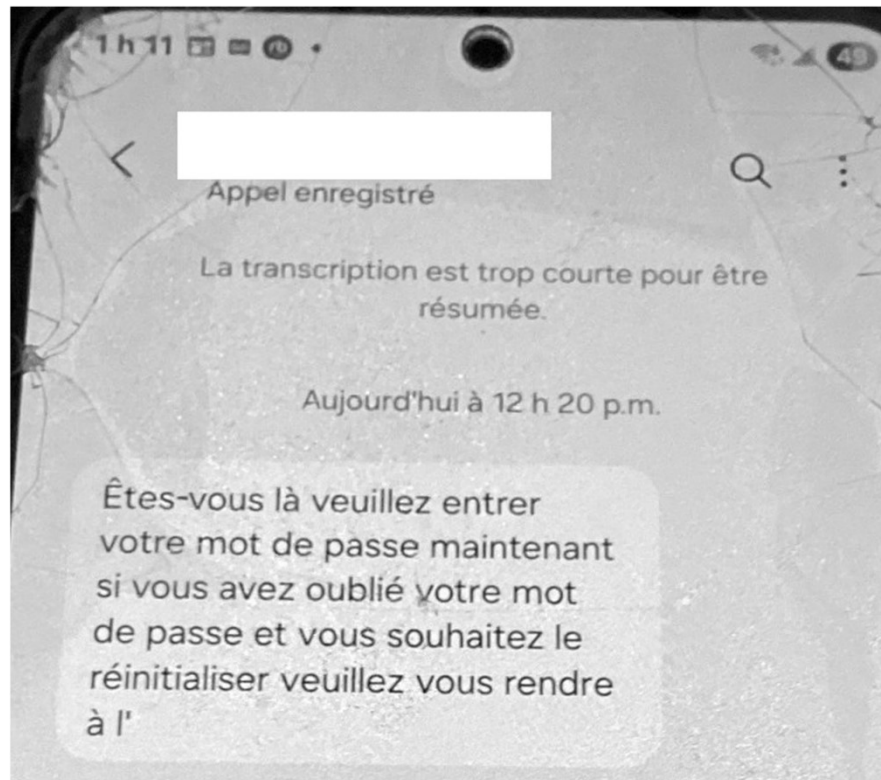 1 h 11
49
Appel enregistré
La transcription est trop courte pour être
résumée.
Aujourd'hui à 12 h 20 p.m.
Êtes-vous là veuillez entrer
votre mot de passe maintenant
si vous avez oublié votre mot
de passe et vous souhaitez le
réinitialiser veuillez vous rendre
à l'